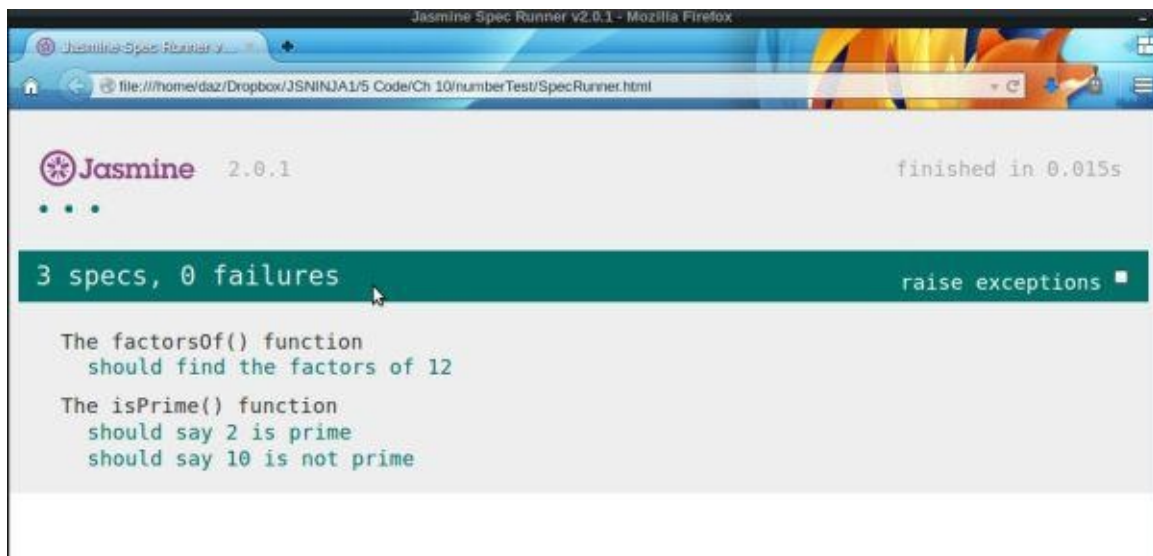 Jasmine Spec Runner v2.0.1 - Mozilla Firefox
Jasmine Spec Runner v...
file:///home/daz/Dropbox/JSNINJA1/5 Code/Ch 10/numberTest/SpecRunner.html
Jasmine 2.0.1 finished in 0.015s
3 specs, 0 failures raise exceptions
The factorsOf() function
should find the factors of 12
The isPrime() function
should say 2 is prime
should say 10 is not prime